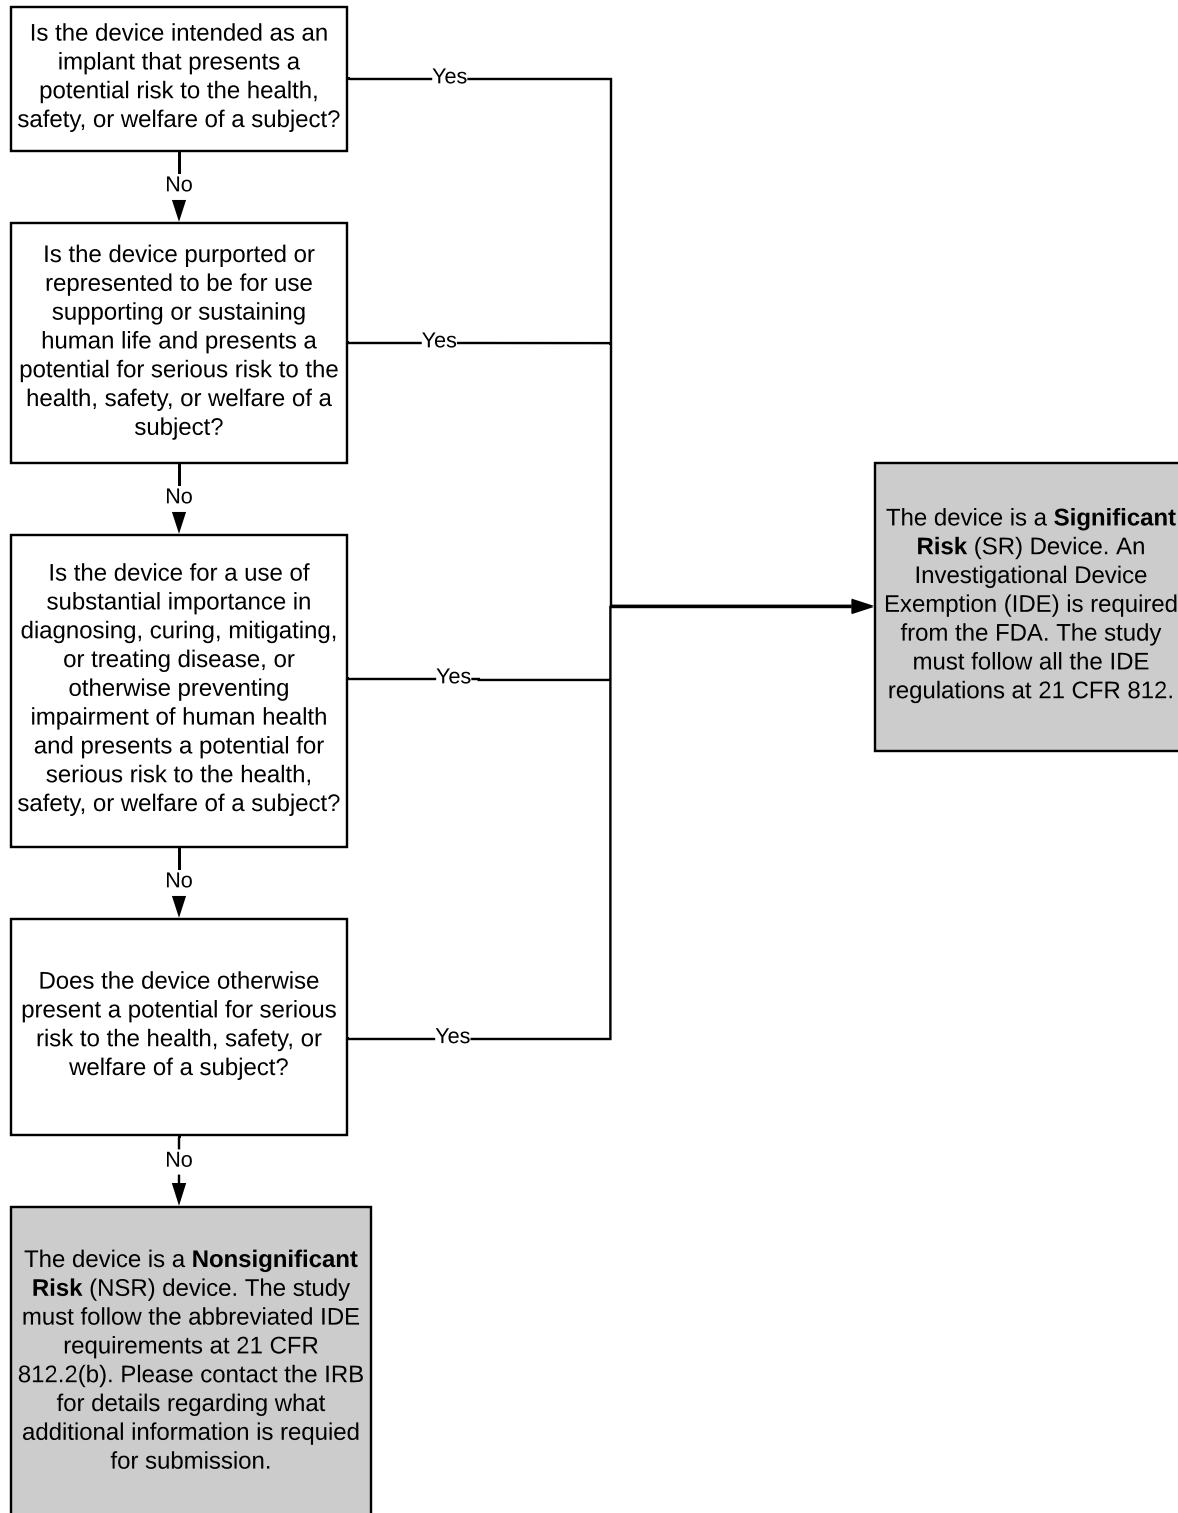 Is the device intended as an
implant that presents a
potential risk to the health,
safety, or welfare of a subject?
Yes
No
Is the device purported or
represented to be for use
supporting or sustaining
human life and presents a
potential for serious risk to the
health, safety, or welfare of a
subject?
Yes
No
Is the device for a use of
substantial importance in
diagnosing, curing, mitigating,
or treating disease, or
otherwise preventing
impairment of human health
and presents a potential for
serious risk to the health,
safety, or welfare of a subject?
Yes
No
Does the device otherwise
present a potential for serious
risk to the health, safety, or
welfare of a subject?
Yes
No
The device is a Significant
Risk (SR) Device. An
Investigational Device
Exemption (IDE) is required
from the FDA. The study
must follow all the IDE
regulations at 21 CFR 812.
The device is a Nonsignificant
Risk (NSR) device. The study
must follow the abbreviated IDE
requirements at 21 CFR
812.2(b). Please contact the IRB
for details regarding what
additional information is requied
for submission.